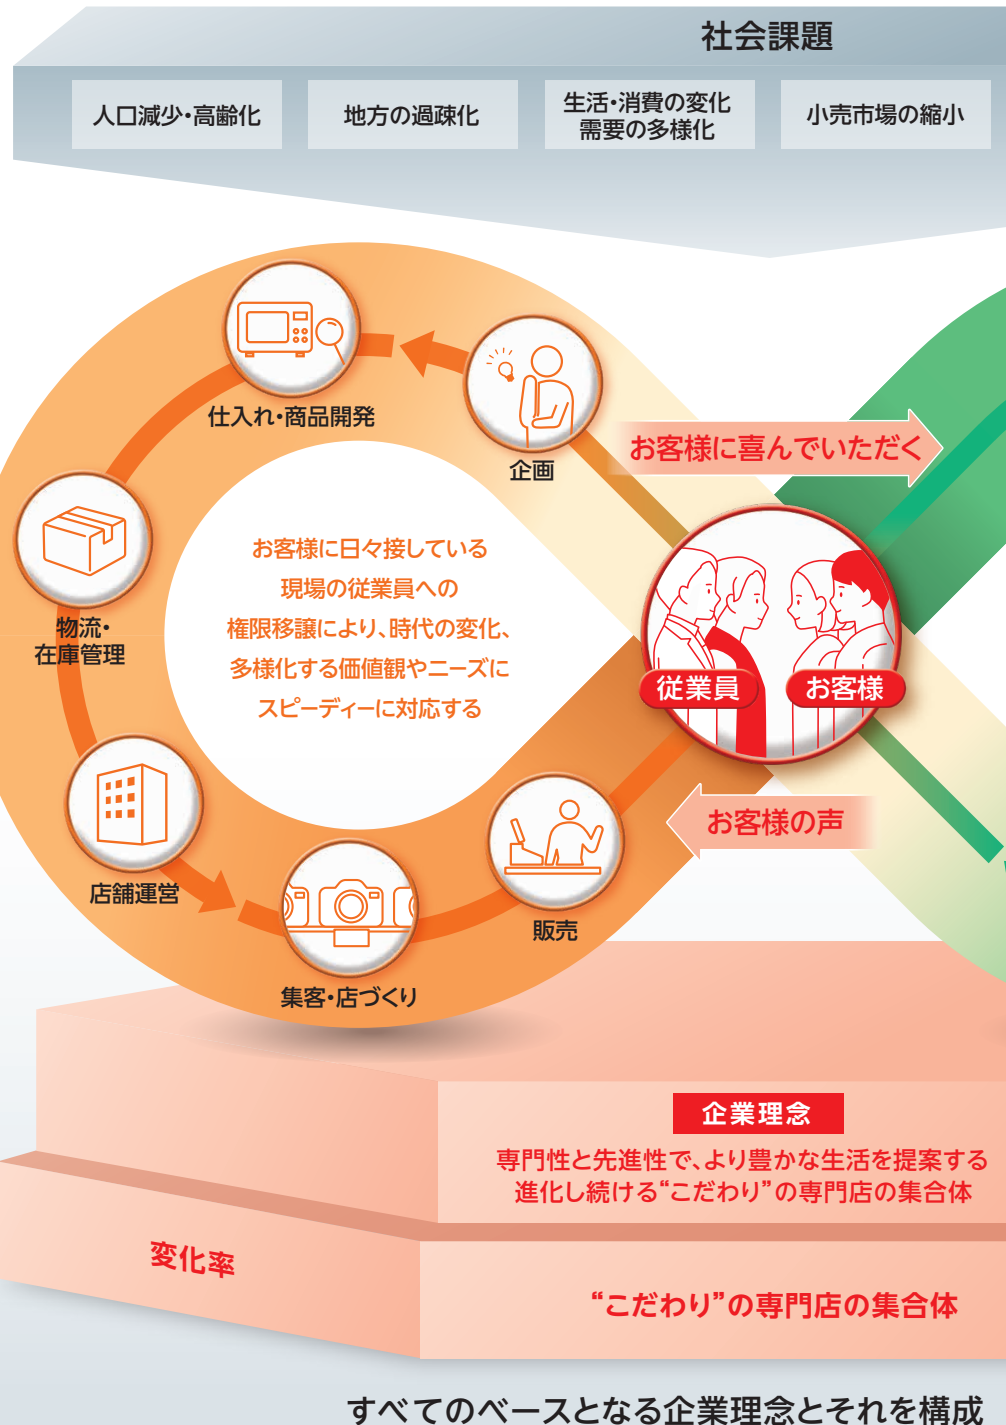 社会課題
人口減少・高齢化
地方の過疎化
生活・消費の変化
需要の多様化
小売市場の縮小
仕入れ・商品開発
企画
お客様に喜んでいただく
お客様に日々接している
現場の従業員への
権限移譲により、時代の変化、
多様化する価値観やニーズに
スピーディーに対応する
物流・
在庫管理
従業員
お客様
お客様の声
店舗運営
販売
集客・店づくり
企業理念
専門性と先進性で、より豊かな生活を提案する
進化し続ける“こだわり”の専門店の集合体
変化率
“こだわり”の専門店の集合体
すべてのベースとなる企業理念とそれを構成